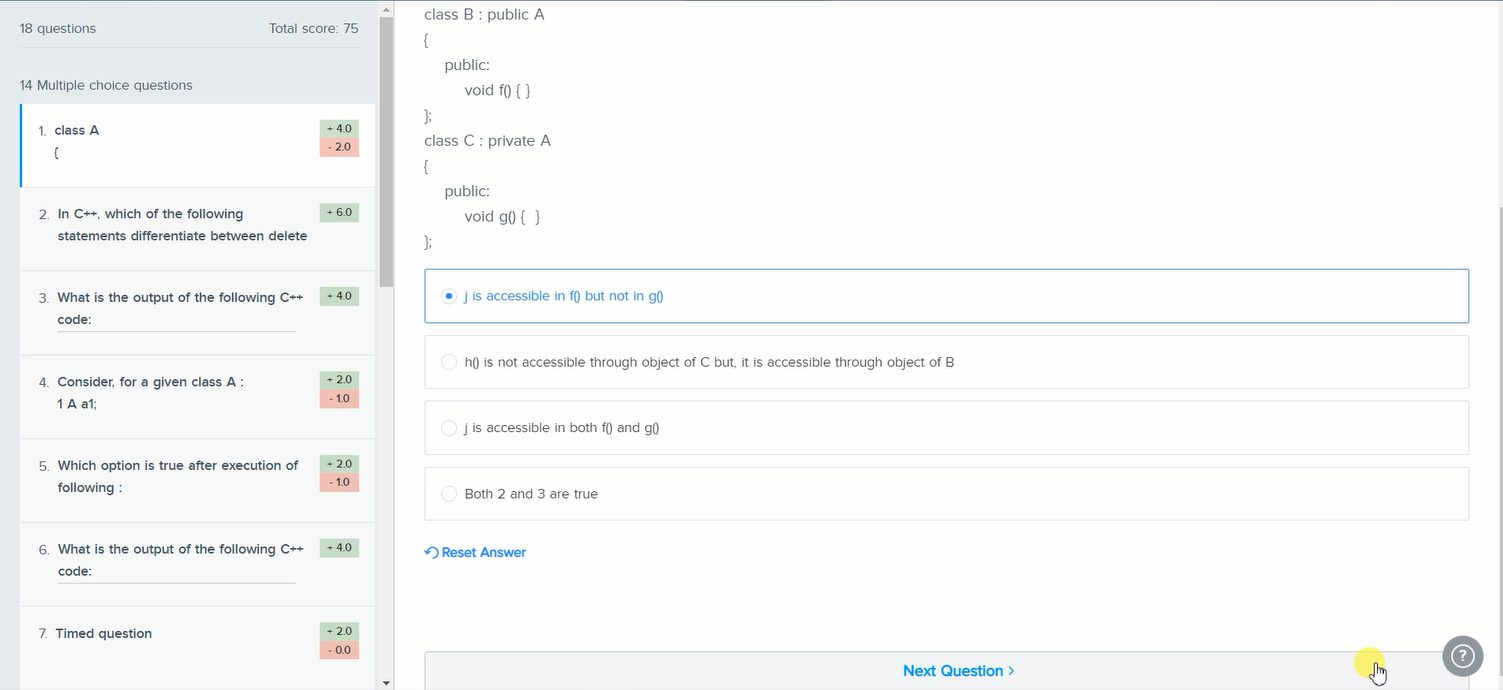 18 questions
Total score: 75
14 Multiple choice questions
1. class A
{
+ 4.0
- 2.0
2. In C++, which of the following
statements differentiate between delete
+ 6.0
3. What is the output of the following C++
code:
+ 4.0
4. Consider, for a given class A :
1 A a1;
+ 2.0
- 1.0
5. Which option is true after execution of
following :
+ 2.0
- 1.0
6. What is the output of the following C++
code:
+ 4.0
7. Timed question
+ 2.0
- 0.0
class B : public A
{
public:
void f() { }
};
class C : private A
{
public:
void g() {  }
};
j is accessible in f() but not in g()
h() is not accessible through object of C but, it is accessible through object of B
j is accessible in both f() and g()
Both 2 and 3 are true
Reset Answer
Next Question >
?